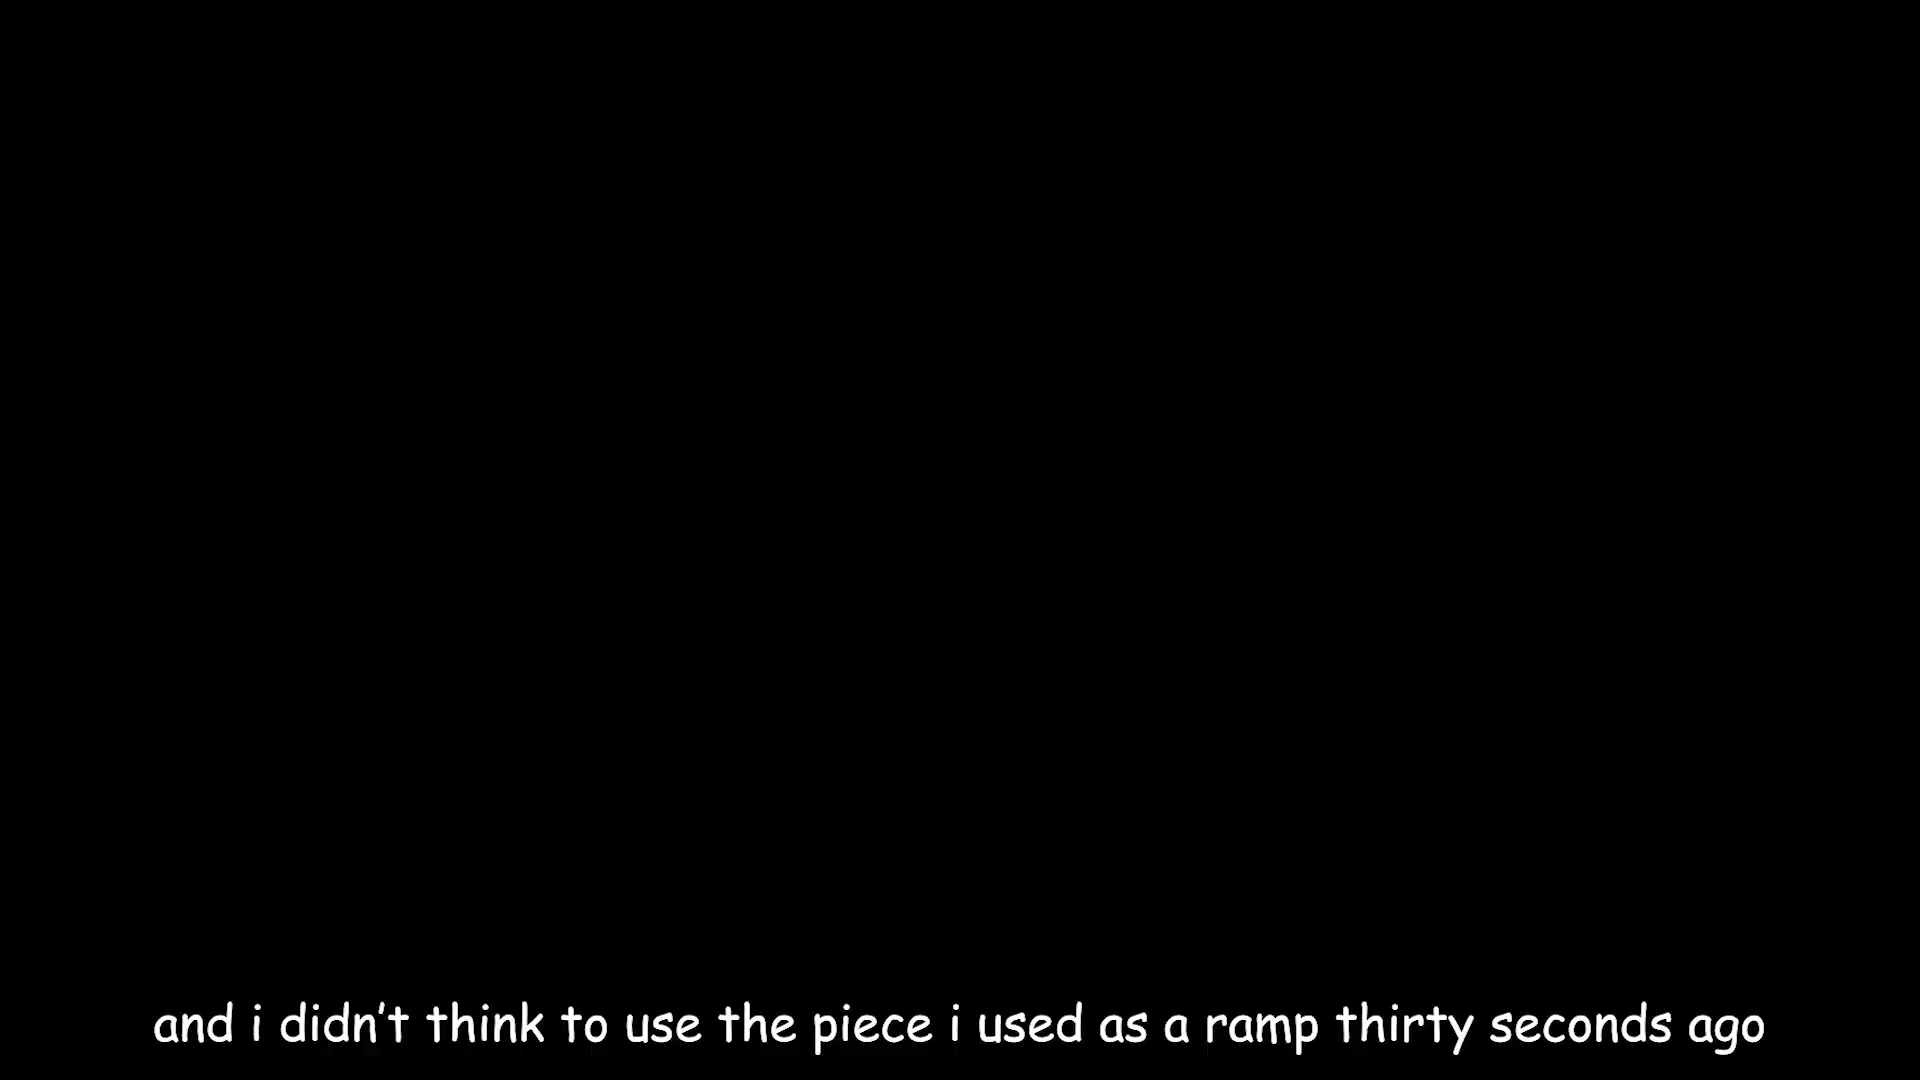 and i didn't think to use the piece i used as a ramp thirty seconds ago